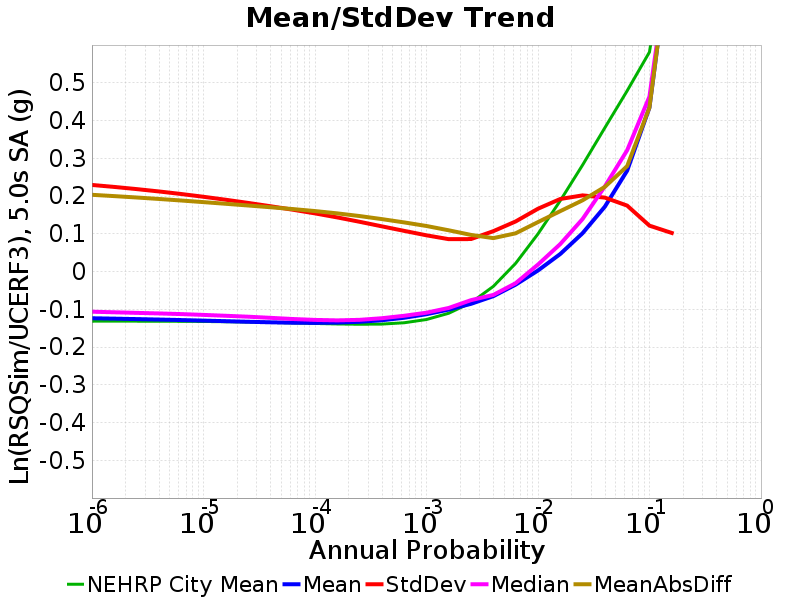 Mean/StdDev Trend
Ln(RSQSim/UCERF3), 5.0s SA (g)
0.5
0.4
0.3
0.2
0.1
0
-0.1
-0.2
-0.3
-0.4
-0.5
10^-6 10^-5 10^-4 10^-3 10^-2 10^-1 10^0
Annual Probability
NEHRP City Mean Mean StdDev Median MeanAbsDiff